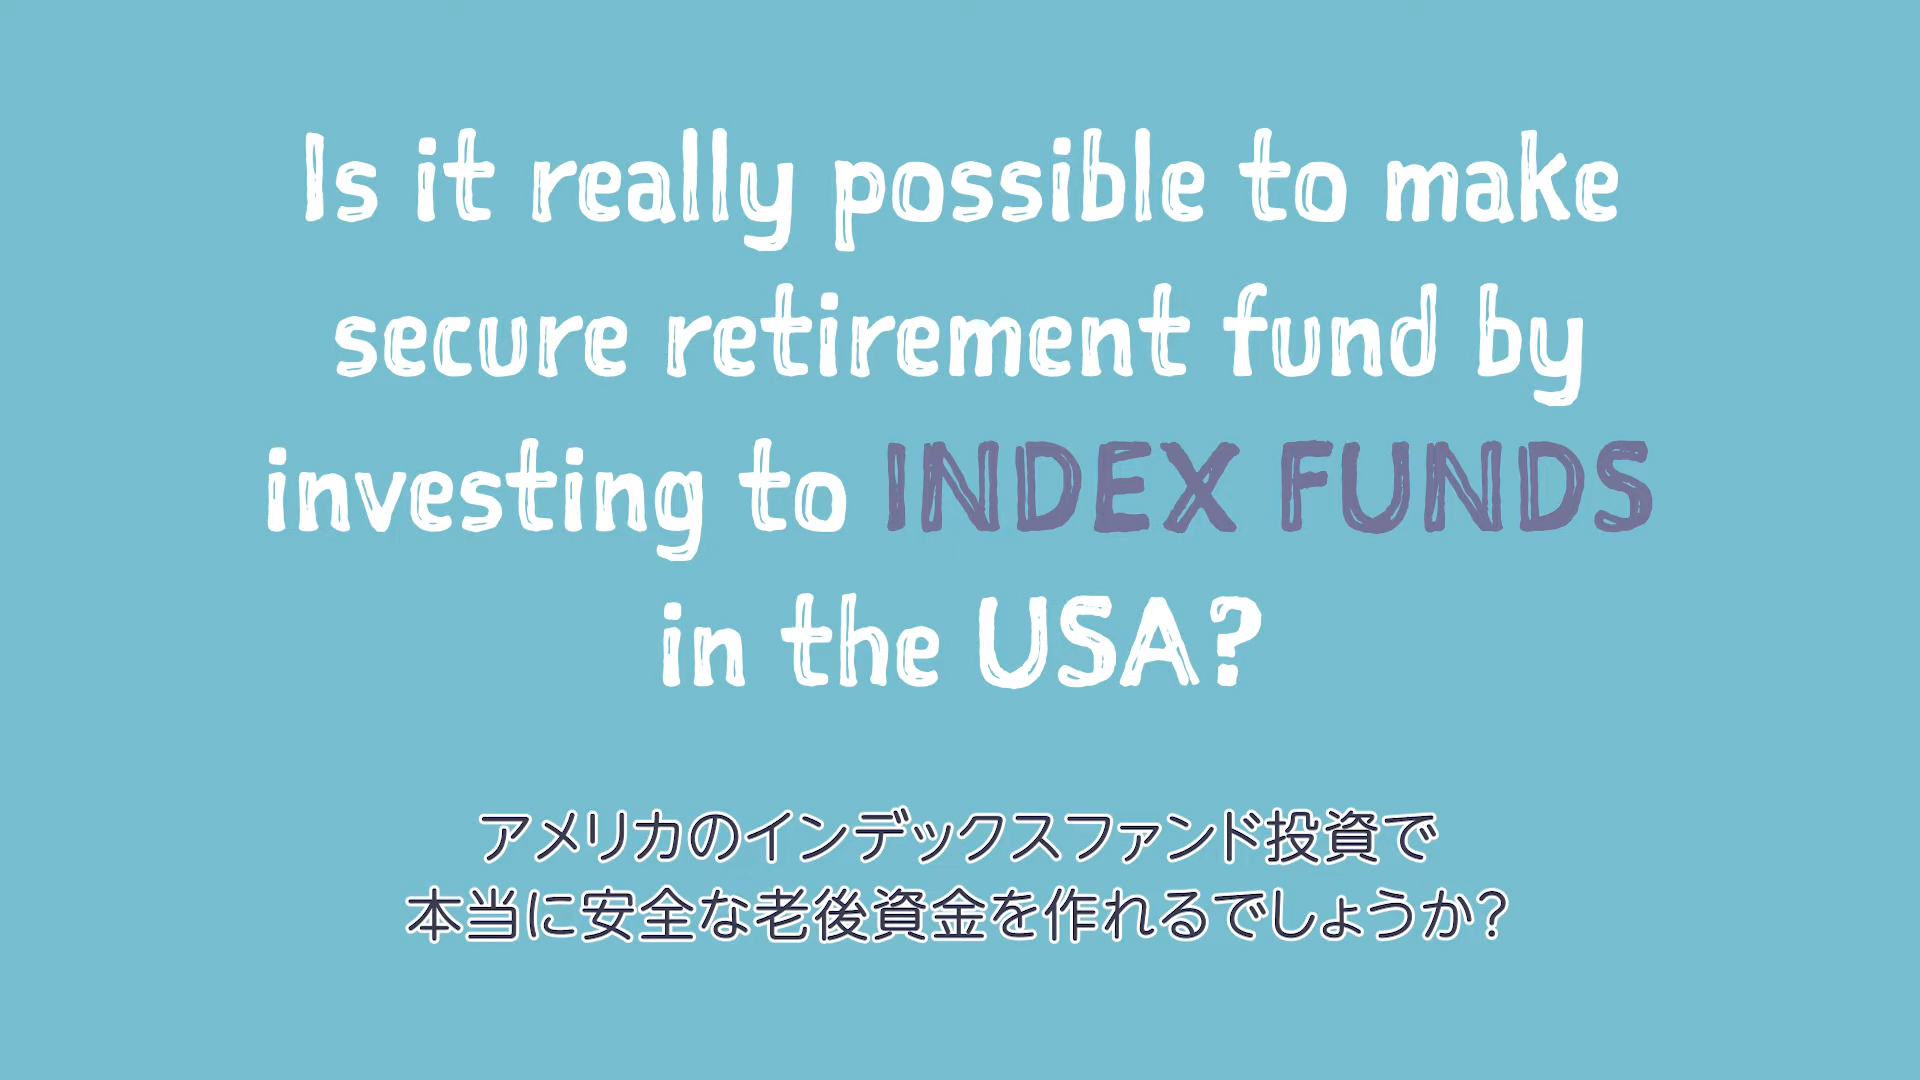 Is it really possible to make
secure retirement fund by
investing to INDEX FUNDS
in the USA?
アメリカのインデックスファンド投資で
本当に安全な老後資金を作れるでしょうか?